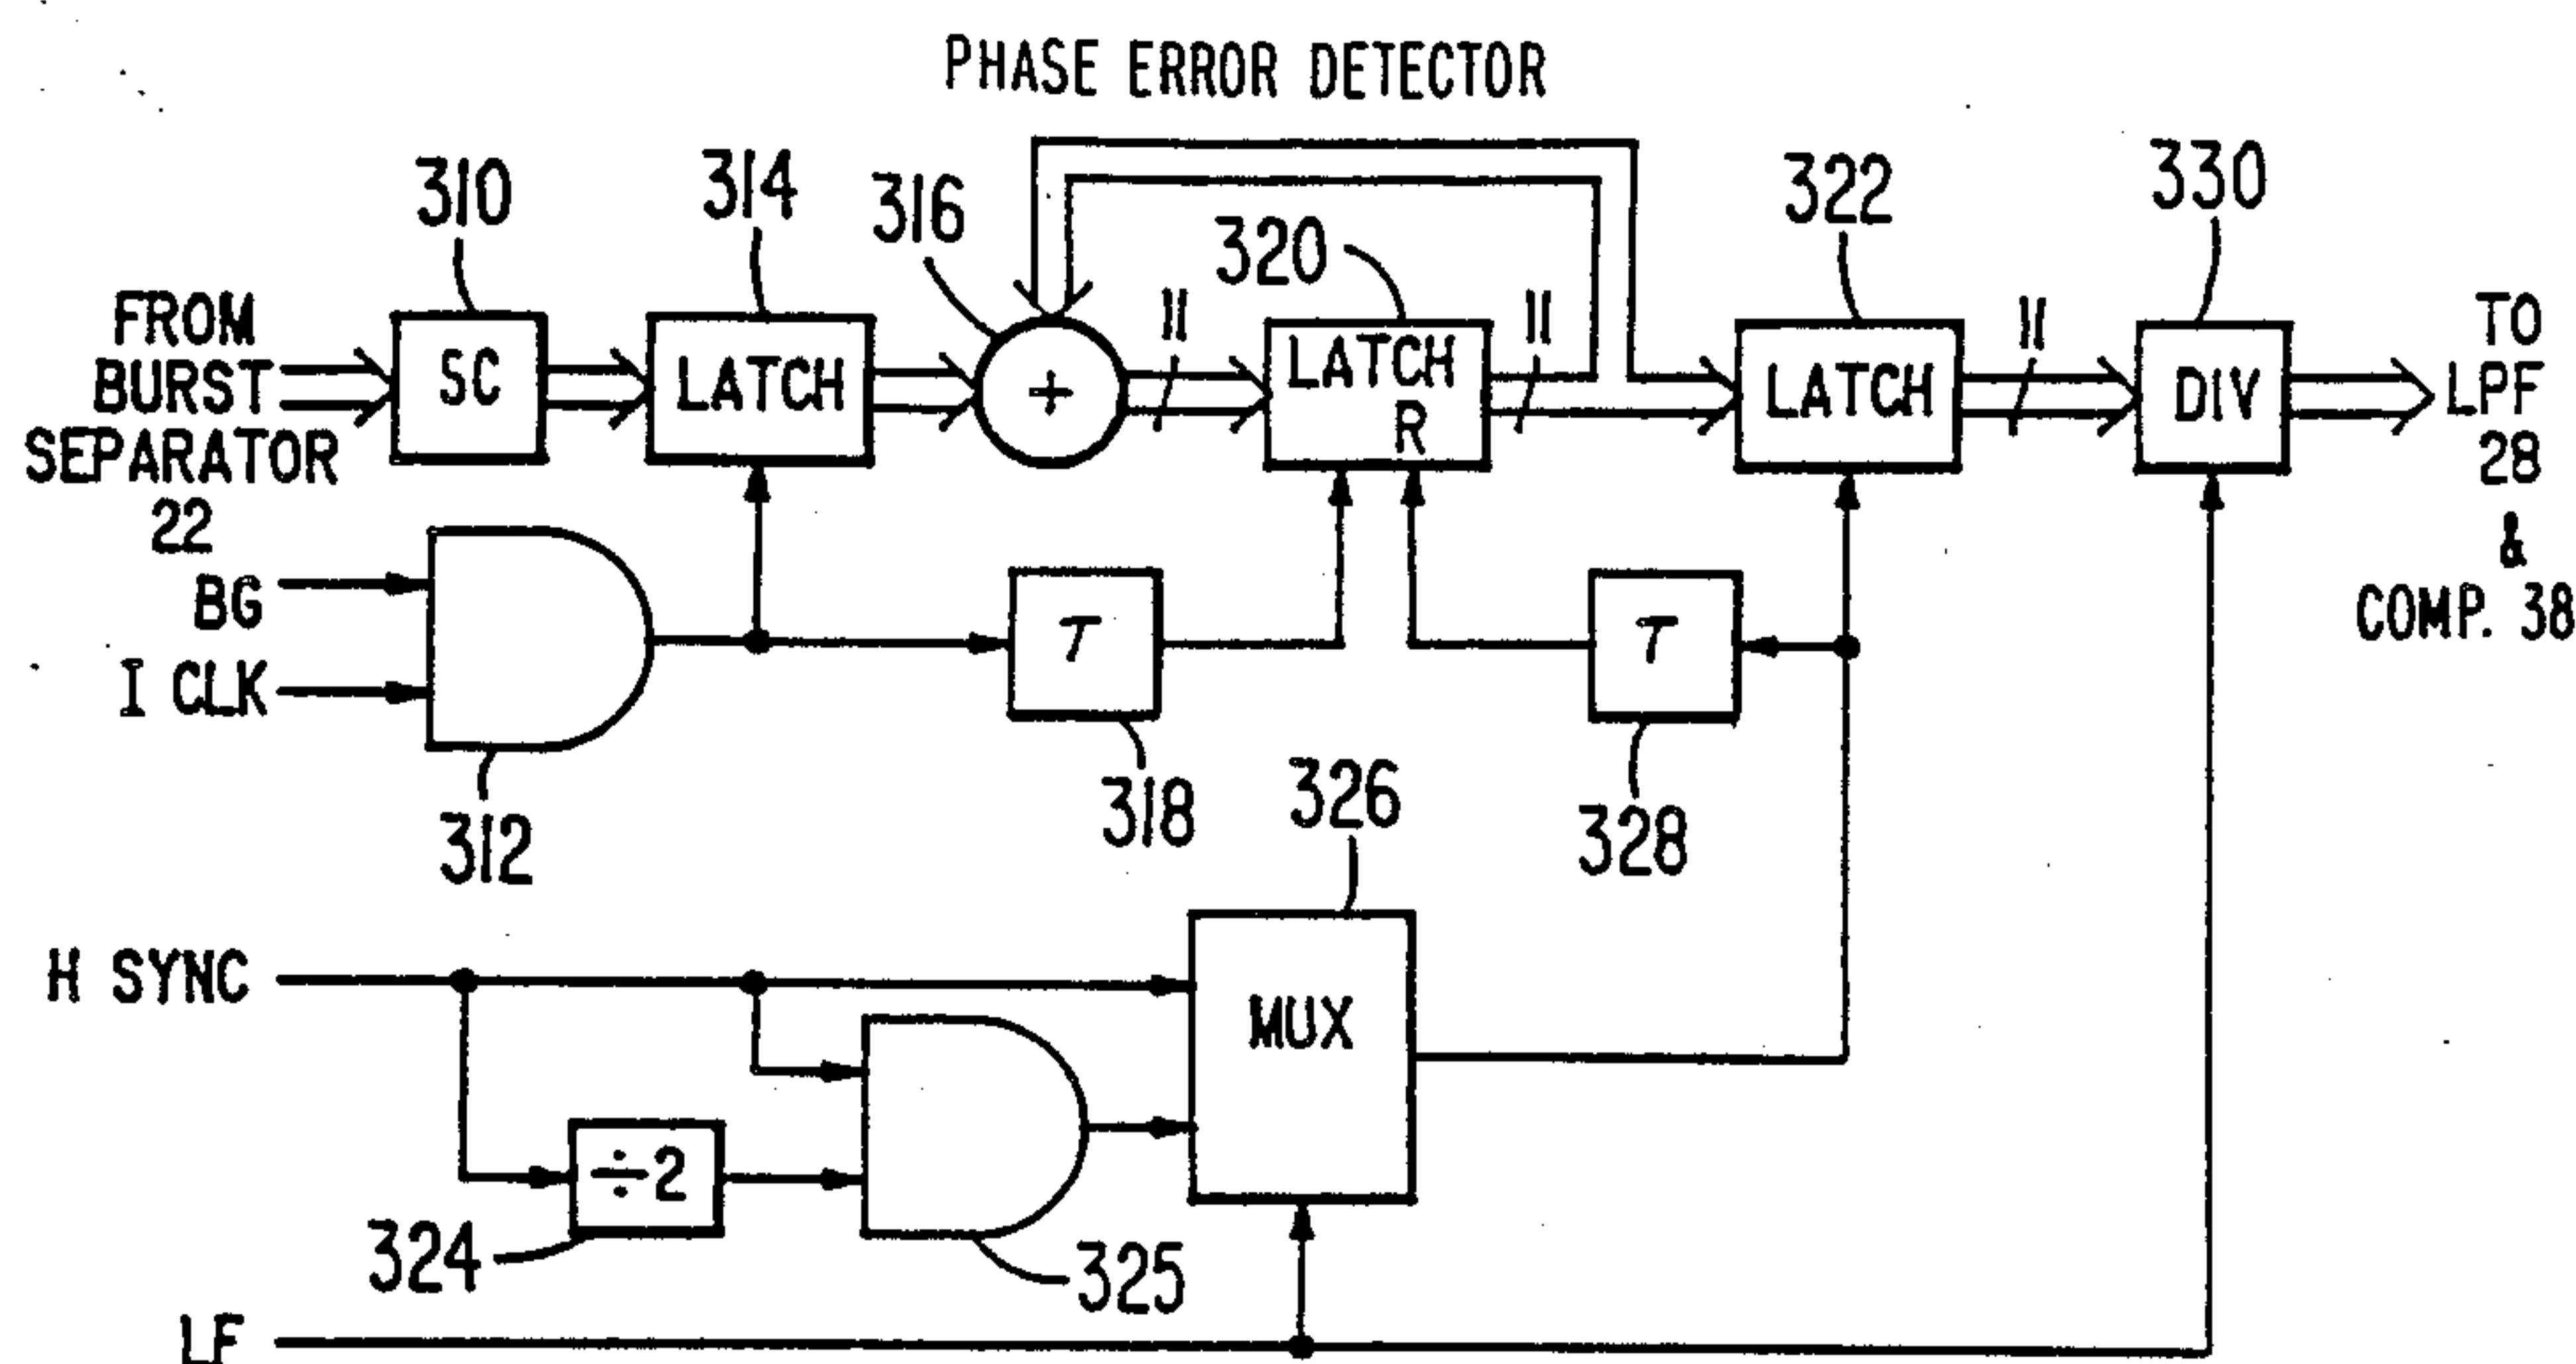 PHASE ERROR DETECTOR
310
314
316
320
322
330
FROM
BURST
SEPARATOR
22
SC
LATCH
+
11
LATCH
R
11
LATCH
11
DIV
TO
LPF
28
&
COMP. 38
BG
I CLK
312
τ
318
τ
328
326
H SYNC
MUX
÷2
324
325
LF